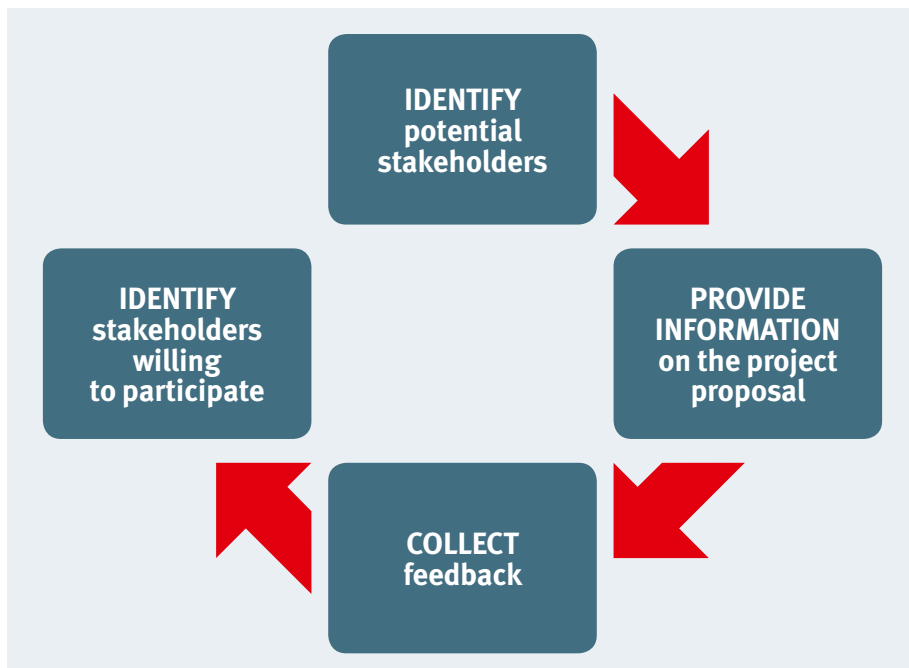 IDENTIFY
potential
stakeholders
PROVIDE
INFORMATION
on the project
proposal
COLLECT
feedback
IDENTIFY
stakeholders
willing
to participate